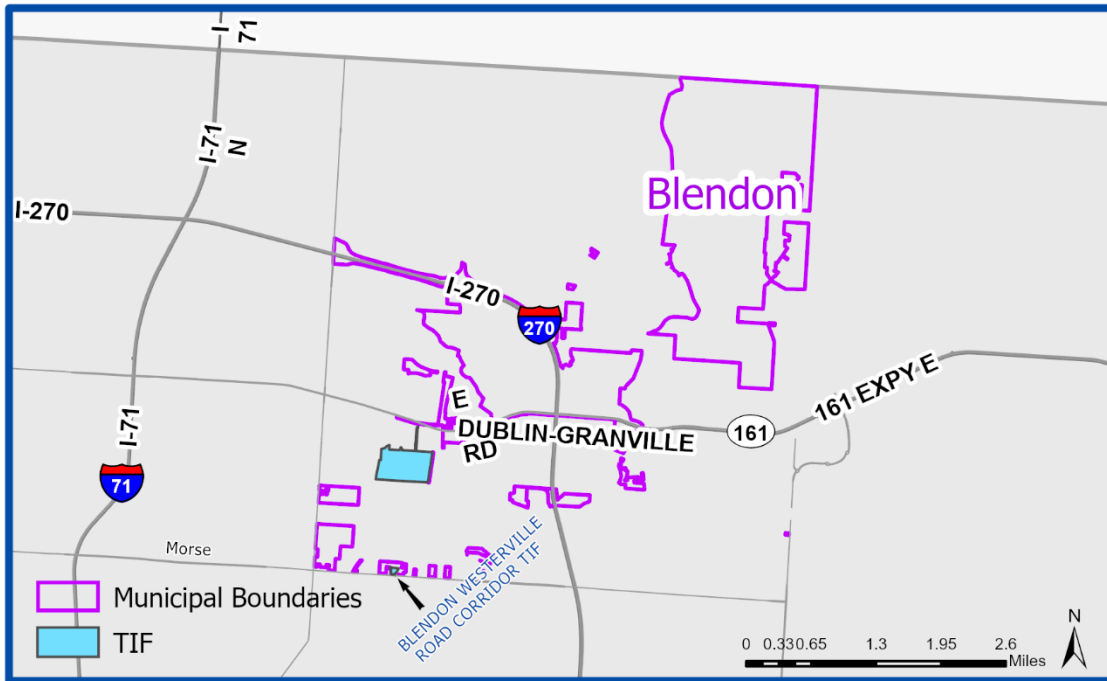 I
71
I-71
N
Blendon
I-270
I-270
270
E
DUBLIN-GRANVILLE
RD
161
161 EXPY E
I-71
71
Morse
BLENDON WESTERVILLE
ROAD CORRIDOR TIF
Municipal Boundaries
TIF
N
0 0.330.65 1.3 1.95 2.6
Miles